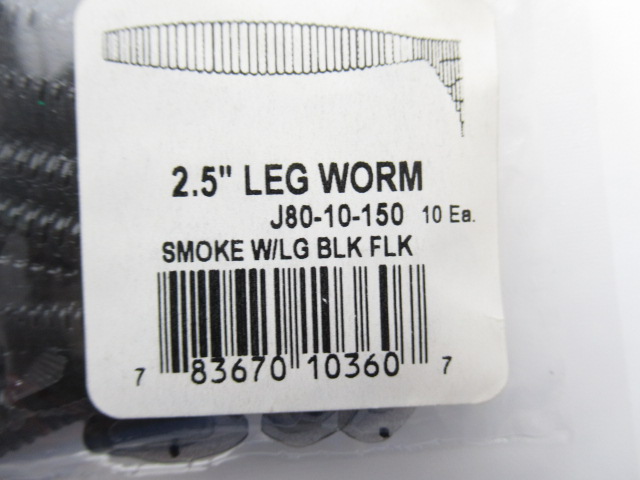 2.5" LEG WORM
J80-10-150 10 Ea.
SMOKE W/LG BLK FLK
7 83670 10360 7